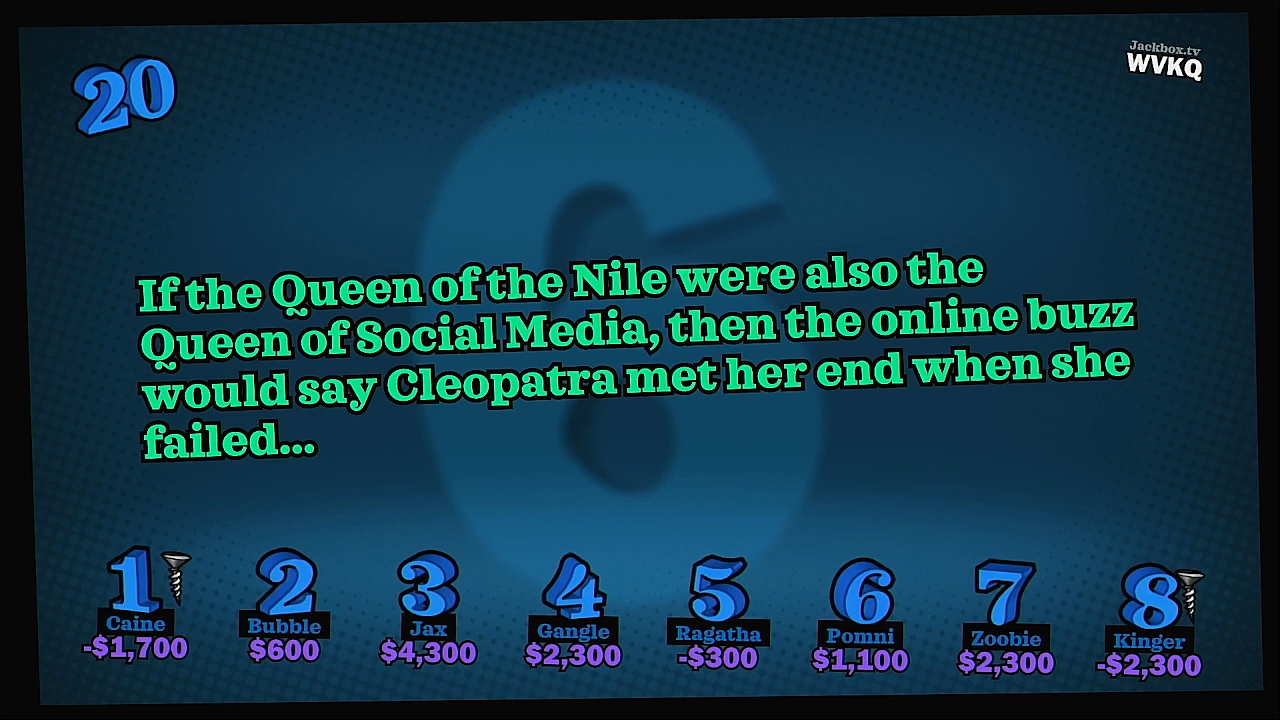 20
Jackbox.tv
WVKQ
If the Queen of the Nile were also the
Queen of Social Media, then the online buzz
would say Cleopatra met her end when she
failed...
1 2 3 4 5 6 7 8
Caine Bubble Jax Gangle Ragatha Pomni Zoobie Kinger
-$1,700 $600 $4,300 $2,300 -$300 $1,100 $2,300 -$2,300
6